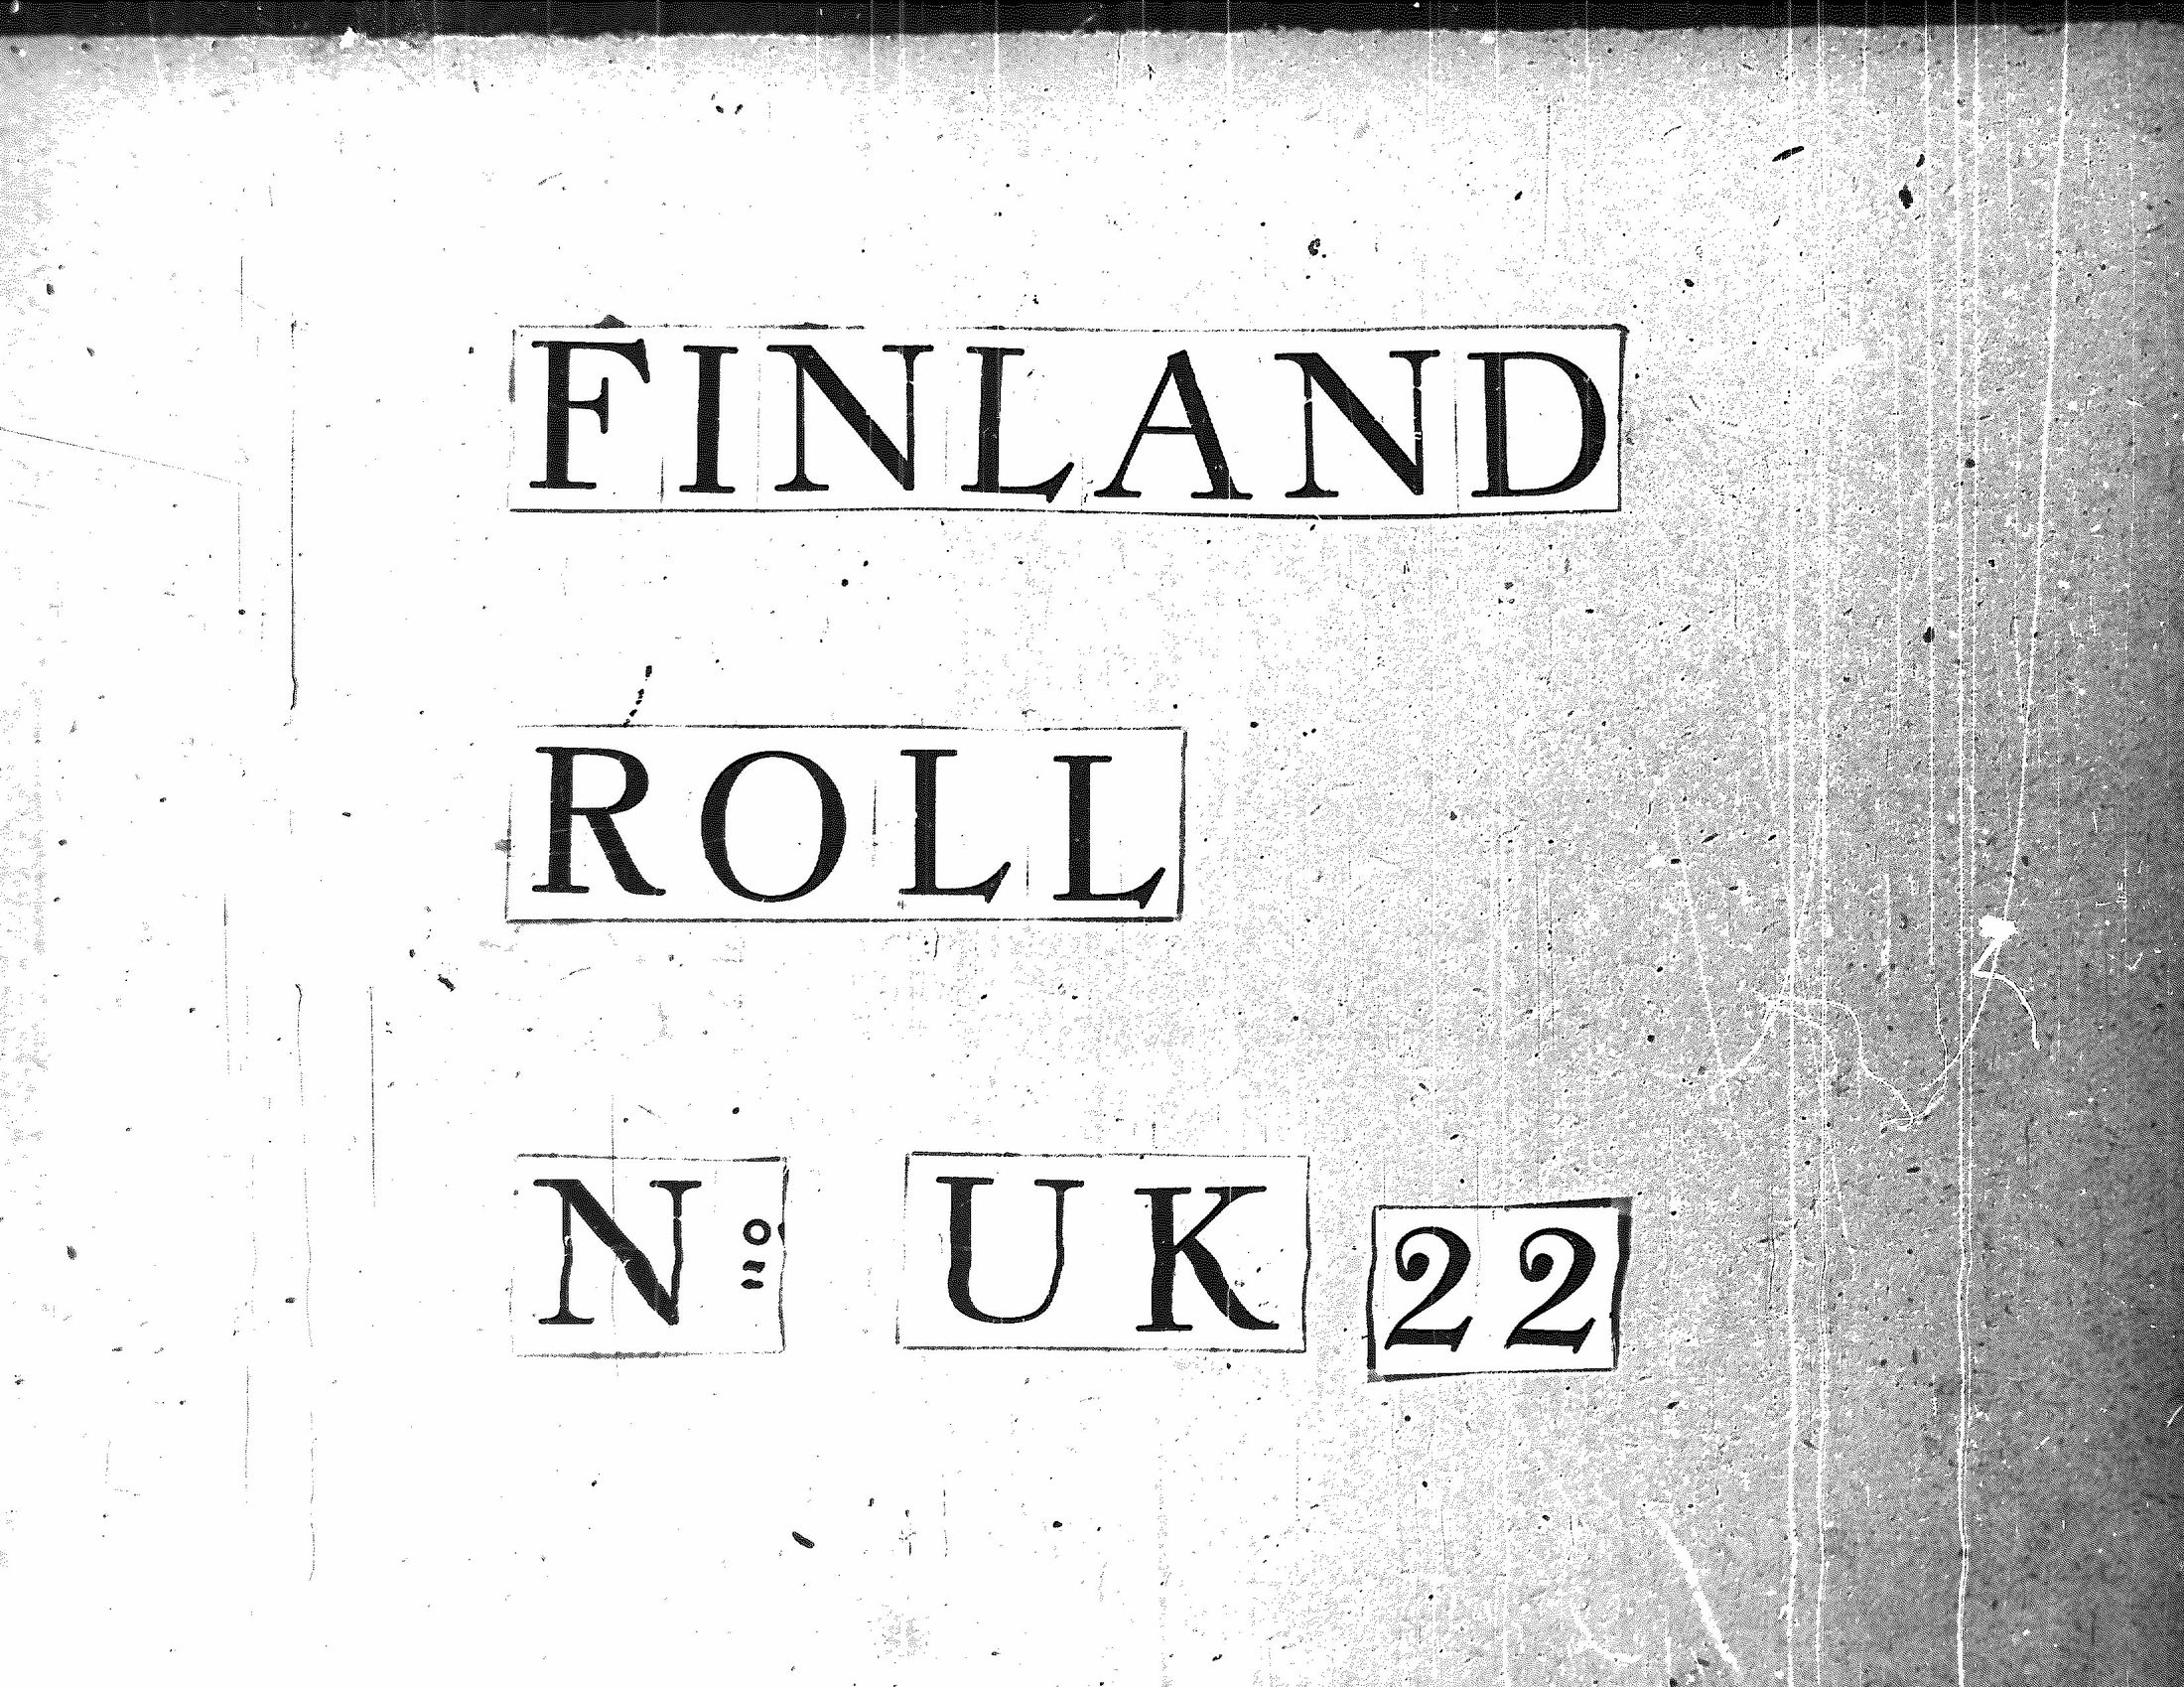 FINLAND
ROLL
Nº UK 22